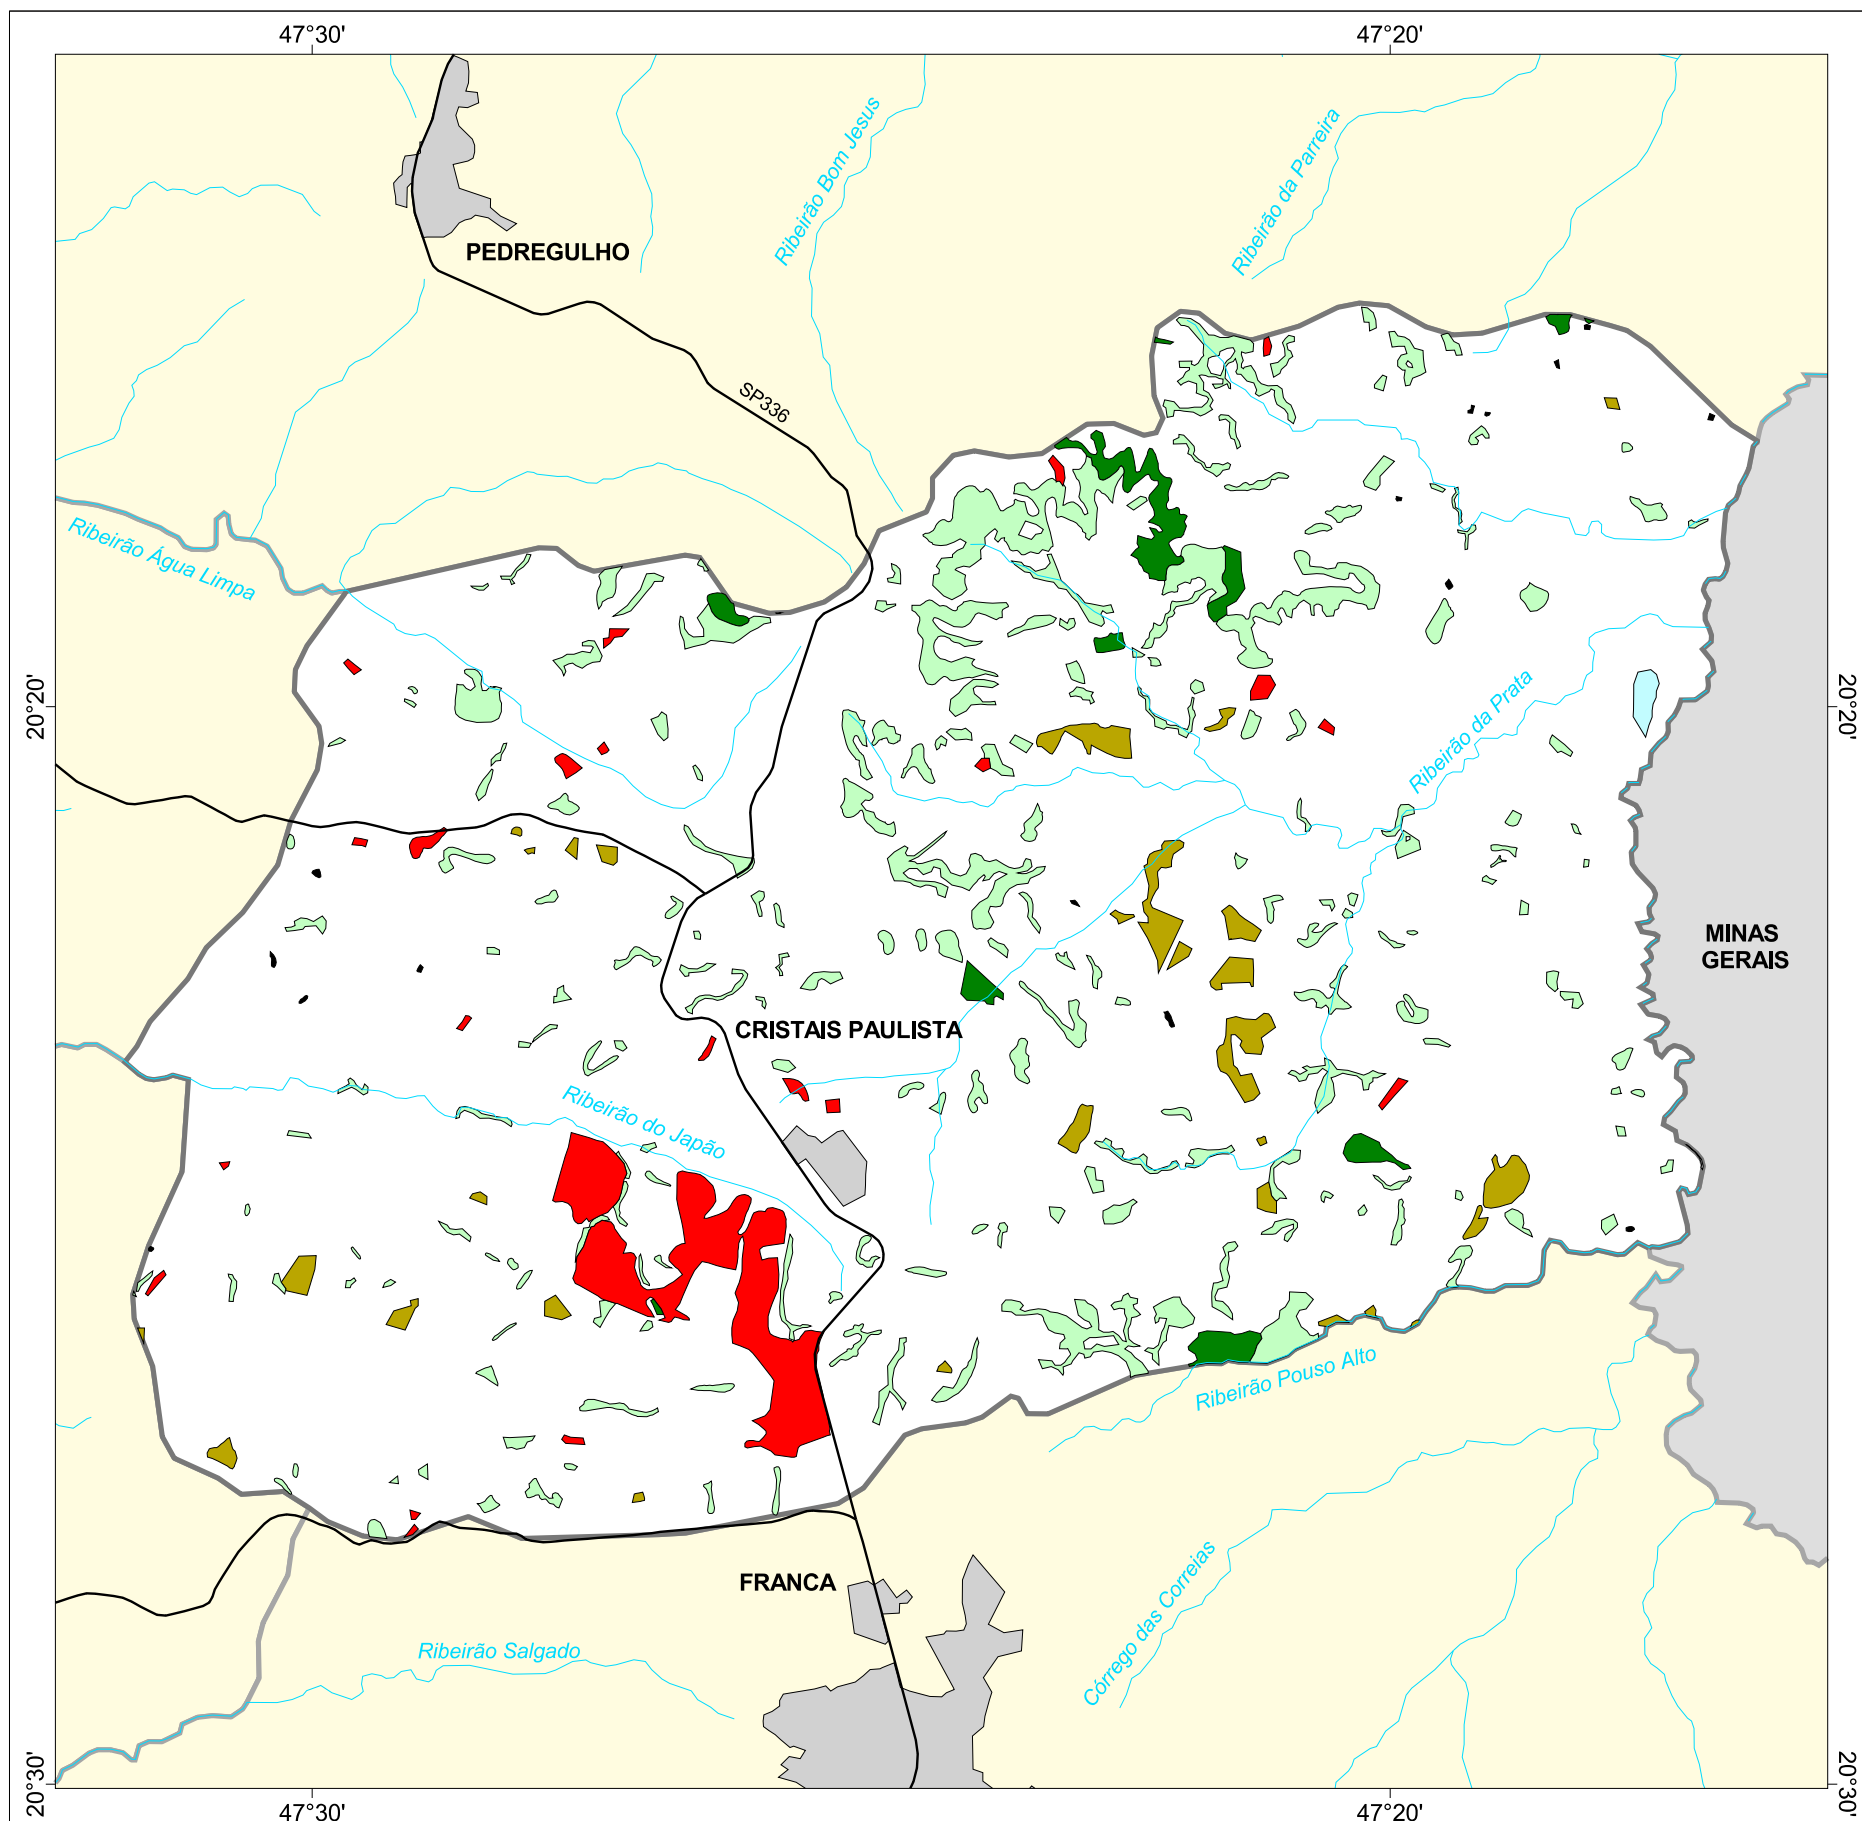 47°30'
47°20'
Ribeirão Bom Jesus
Ribeirão da Parreira
PEDREGULHO
SP336
Ribeirão Água Limpa
20°20'
20°20'
Ribeirão da Prata
MINAS
GERAIS
CRISTAIS PAULISTA
Ribeirão do Japão
Ribeirão Pouso Alto
FRANCA
Ribeirão Salgado
Córrego das Correias
20°30'
20°30'
47°30'
47°20'